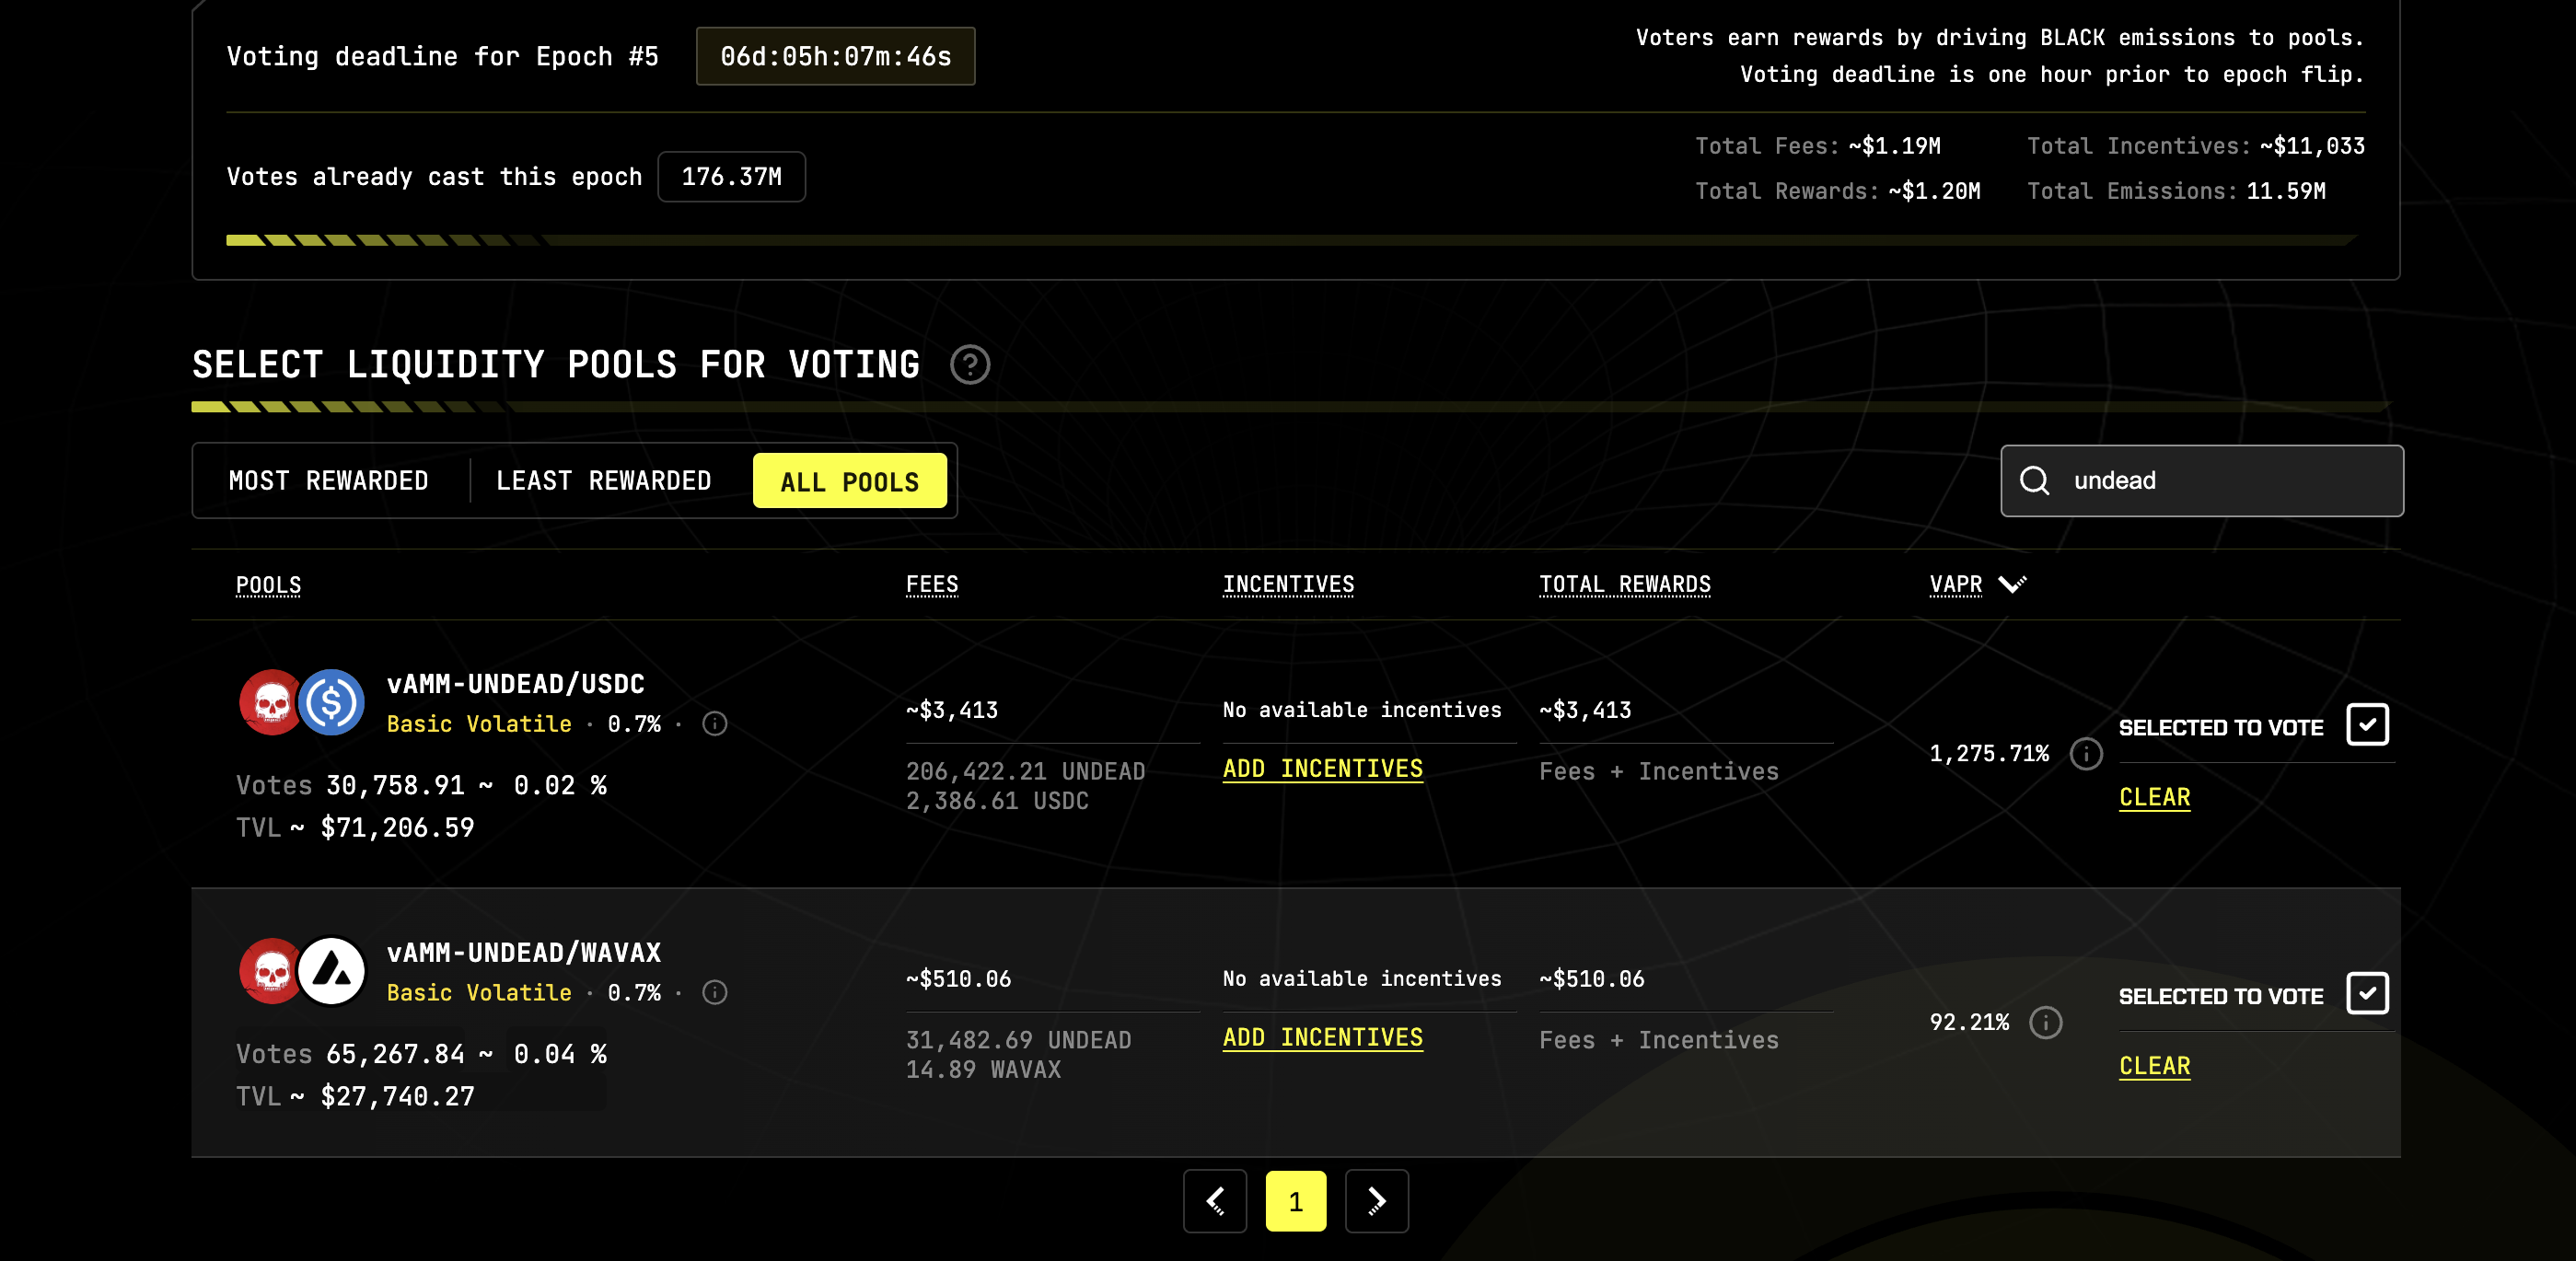 Voting deadline for Epoch #5 06d:05h:07m:46s
Voters earn rewards by driving BLACK emissions to pools.
Voting deadline is one hour prior to epoch flip.
Votes already cast this epoch 176.37M
Total Fees: ~$1.19M Total Incentives: ~$11,033
Total Rewards: ~$1.20M Total Emissions: 11.59M
SELECT LIQUIDITY POOLS FOR VOTING ?
MOST REWARDED LEAST REWARDED ALL POOLS undead
POOLS FEES INCENTIVES TOTAL REWARDS VAPR
vAMM-UNDEAD/USDC
Basic Volatile · 0.7% ·
Votes 30,758.91 ~ 0.02 %
TVL ~ $71,206.59
~$3,413
206,422.21 UNDEAD
2,386.61 USDC
No available incentives
ADD INCENTIVES
~$3,413
Fees + Incentives
1,275.71%
SELECTED TO VOTE
CLEAR
vAMM-UNDEAD/WAVAX
Basic Volatile · 0.7% ·
Votes 65,267.84 ~ 0.04 %
TVL ~ $27,740.27
~$510.06
31,482.69 UNDEAD
14.89 WAVAX
No available incentives
ADD INCENTIVES
~$510.06
Fees + Incentives
92.21%
SELECTED TO VOTE
CLEAR
1